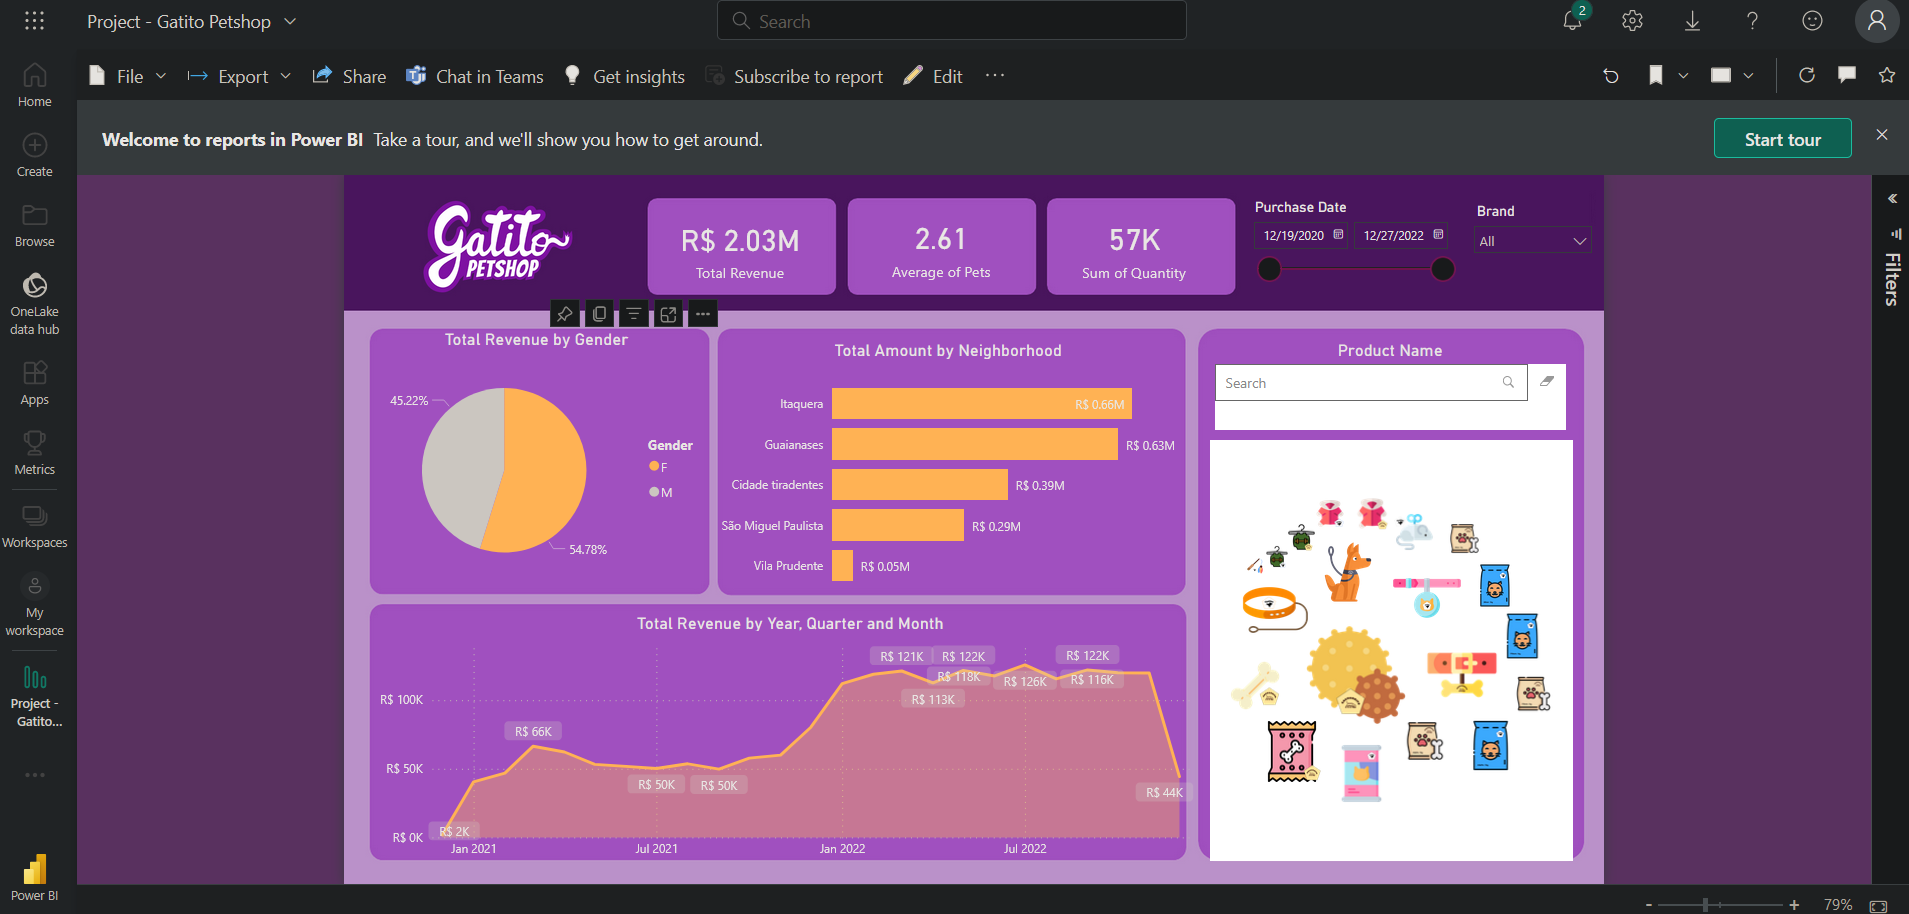 Project - Gatito Petshop
Search
2
File
Export
Share
Chat in Teams
Get insights
Subscribe to report
Edit
Home
Create
Browse
OneLake
data hub
Apps
Metrics
Workspaces
My
workspace
Project -
Gatito...
Power BI
Welcome to reports in Power BI Take a tour, and we'll show you how to get around.
Start tour
Gatito
PETSHOP
R$ 2.03M
Total Revenue
2.61
Average of Pets
57K
Sum of Quantity
Purchase Date
12/19/2020
12/27/2022
Brand
All
Filters
Total Revenue by Gender
45.22%
54.78%
Gender
F
M
Total Amount by Neighborhood
Itaquera R$ 0.66M
Guaianases R$ 0.63M
Cidade tiradentes R$ 0.39M
São Miguel Paulista R$ 0.29M
Vila Prudente R$ 0.05M
Product Name
Search
Total Revenue by Year, Quarter and Month
R$ 100K
R$ 50K
R$ 0K
R$ 2K
R$ 66K
R$ 50K
R$ 50K
R$ 121K
R$ 113K
R$ 122K
R$ 118K
R$ 126K
R$ 122K
R$ 116K
R$ 44K
Jan 2021
Jul 2021
Jan 2022
Jul 2022
- + 79%